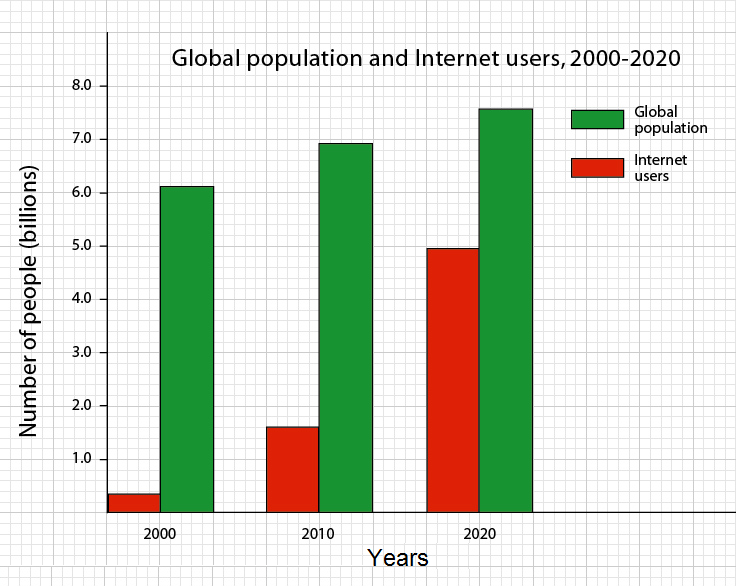 Global population and Internet users, 2000-2020
8.0
Global
population
7.0
Internet
users
6.0
5.0
4.0
3.0
2.0
1.0
Number of people (billions)
2000 2010 2020
Years